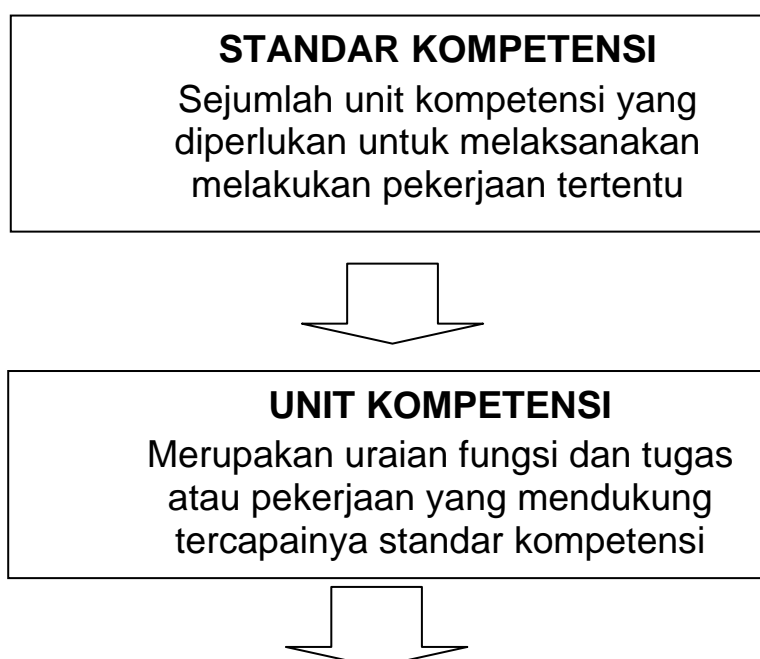 STANDAR KOMPETENSI
Sejumlah unit kompetensi yang
diperlukan untuk melaksanakan
melakukan pekerjaan tertentu
UNIT KOMPETENSI
Merupakan uraian fungsi dan tugas
atau pekerjaan yang mendukung
tercapainya standar kompetensi